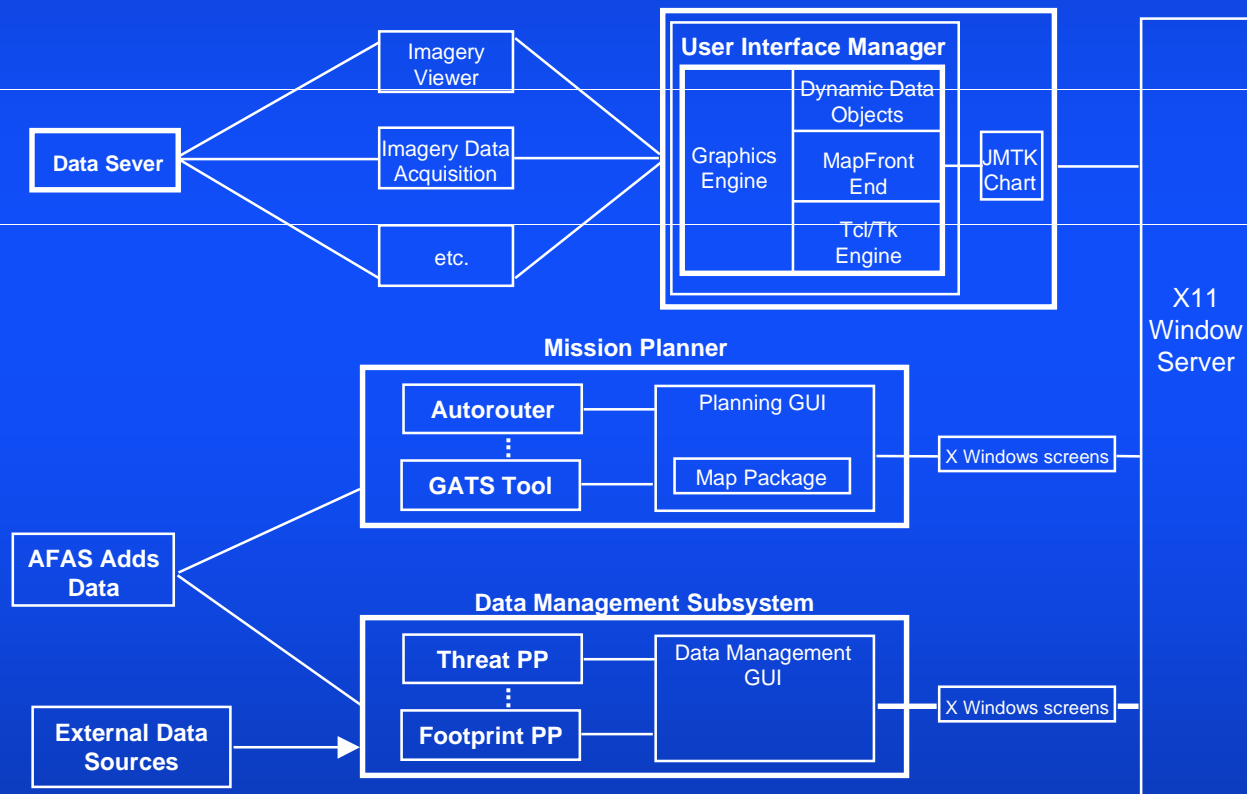 Imagery
Viewer
Data Sever
Imagery Data
Acquisition
etc.
User Interface Manager
Graphics
Engine
Dynamic Data
Objects
MapFront
End
Tcl/Tk
Engine
JMTK
Chart
X11
Window
Server
Mission Planner
Autorouter
GATS Tool
Planning GUI
Map Package
X Windows screens
AFAS Adds
Data
Data Management Subsystem
Threat PP
Footprint PP
Data Management
GUI
X Windows screens
External Data
Sources